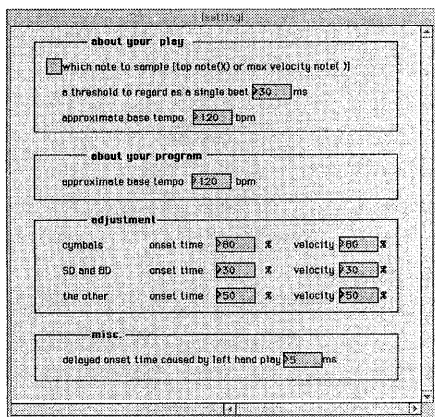 [setting]
about your play
which note to sample [top note(X) or max velocity note( )]
a threshold to regard as a single beat 30 ms
approximate base tempo 120 bpm
about your program
approximate base tempo 120 bpm
adjustment
cymbals onset time 80 % velocity 80 %
SD and BD onset time 30 % velocity 30 %
the other onset time 50 % velocity 50 %
misc.
delayed onset time caused by left hand play 5 ms